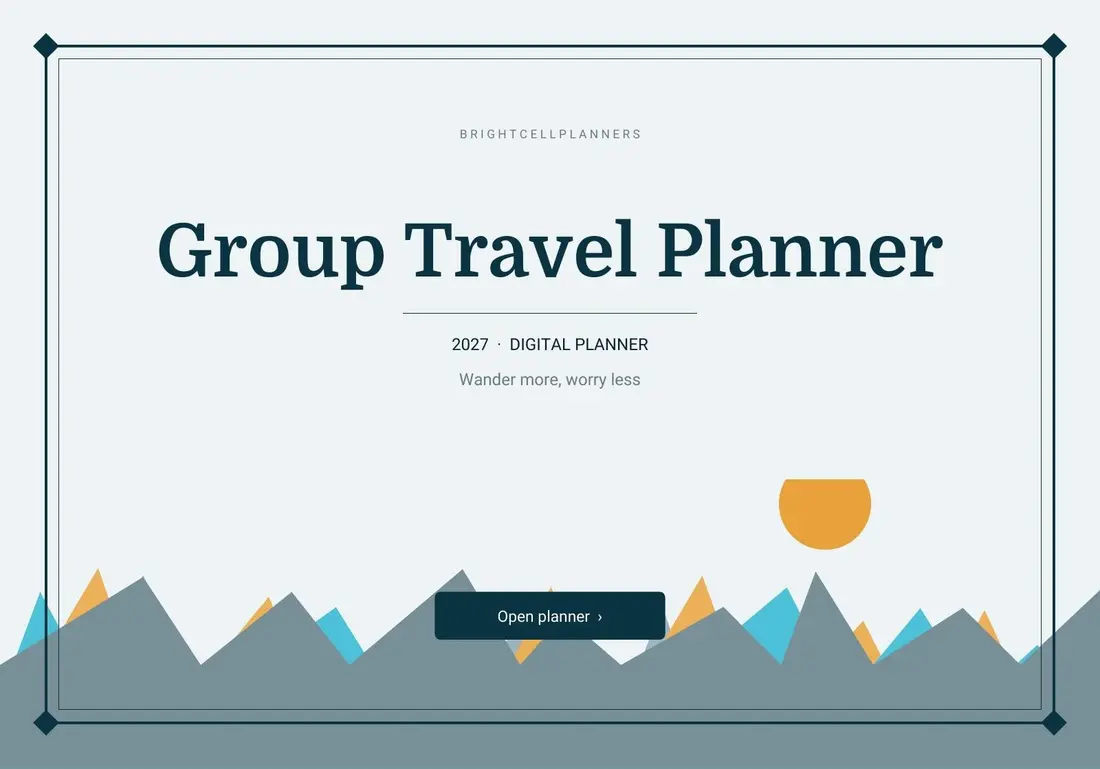 BRIGHTCELLPLANNERS
Group Travel Planner
2027 · DIGITAL PLANNER
Wander more, worry less
Open planner ›